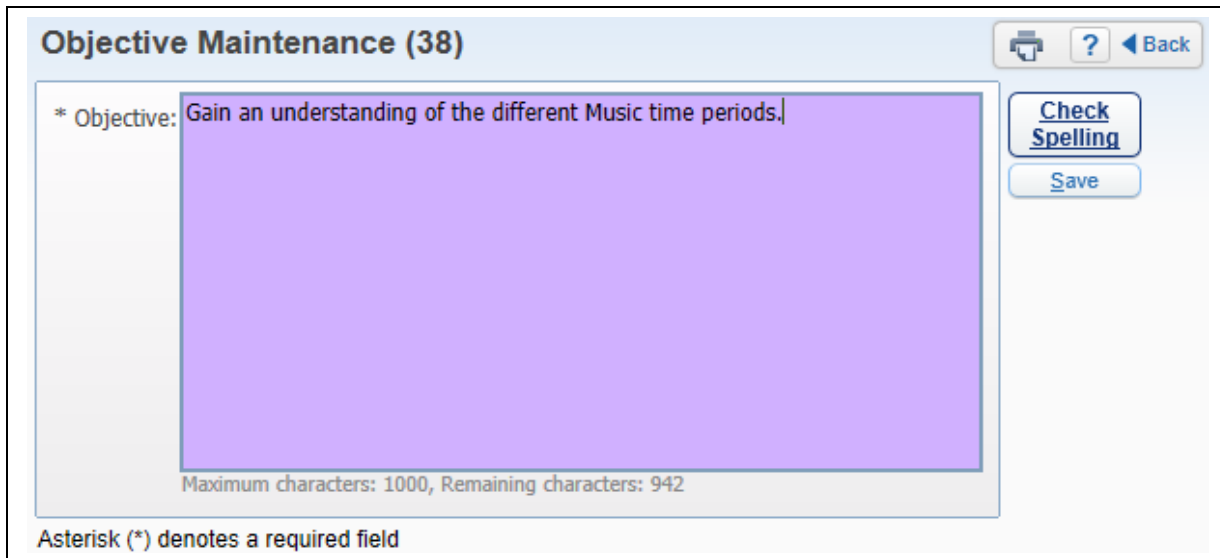 Objective Maintenance (38)
? Back
* Objective: Gain an understanding of the different Music time periods.
Check
Spelling
Save
Maximum characters: 1000, Remaining characters: 942
Asterisk (*) denotes a required field